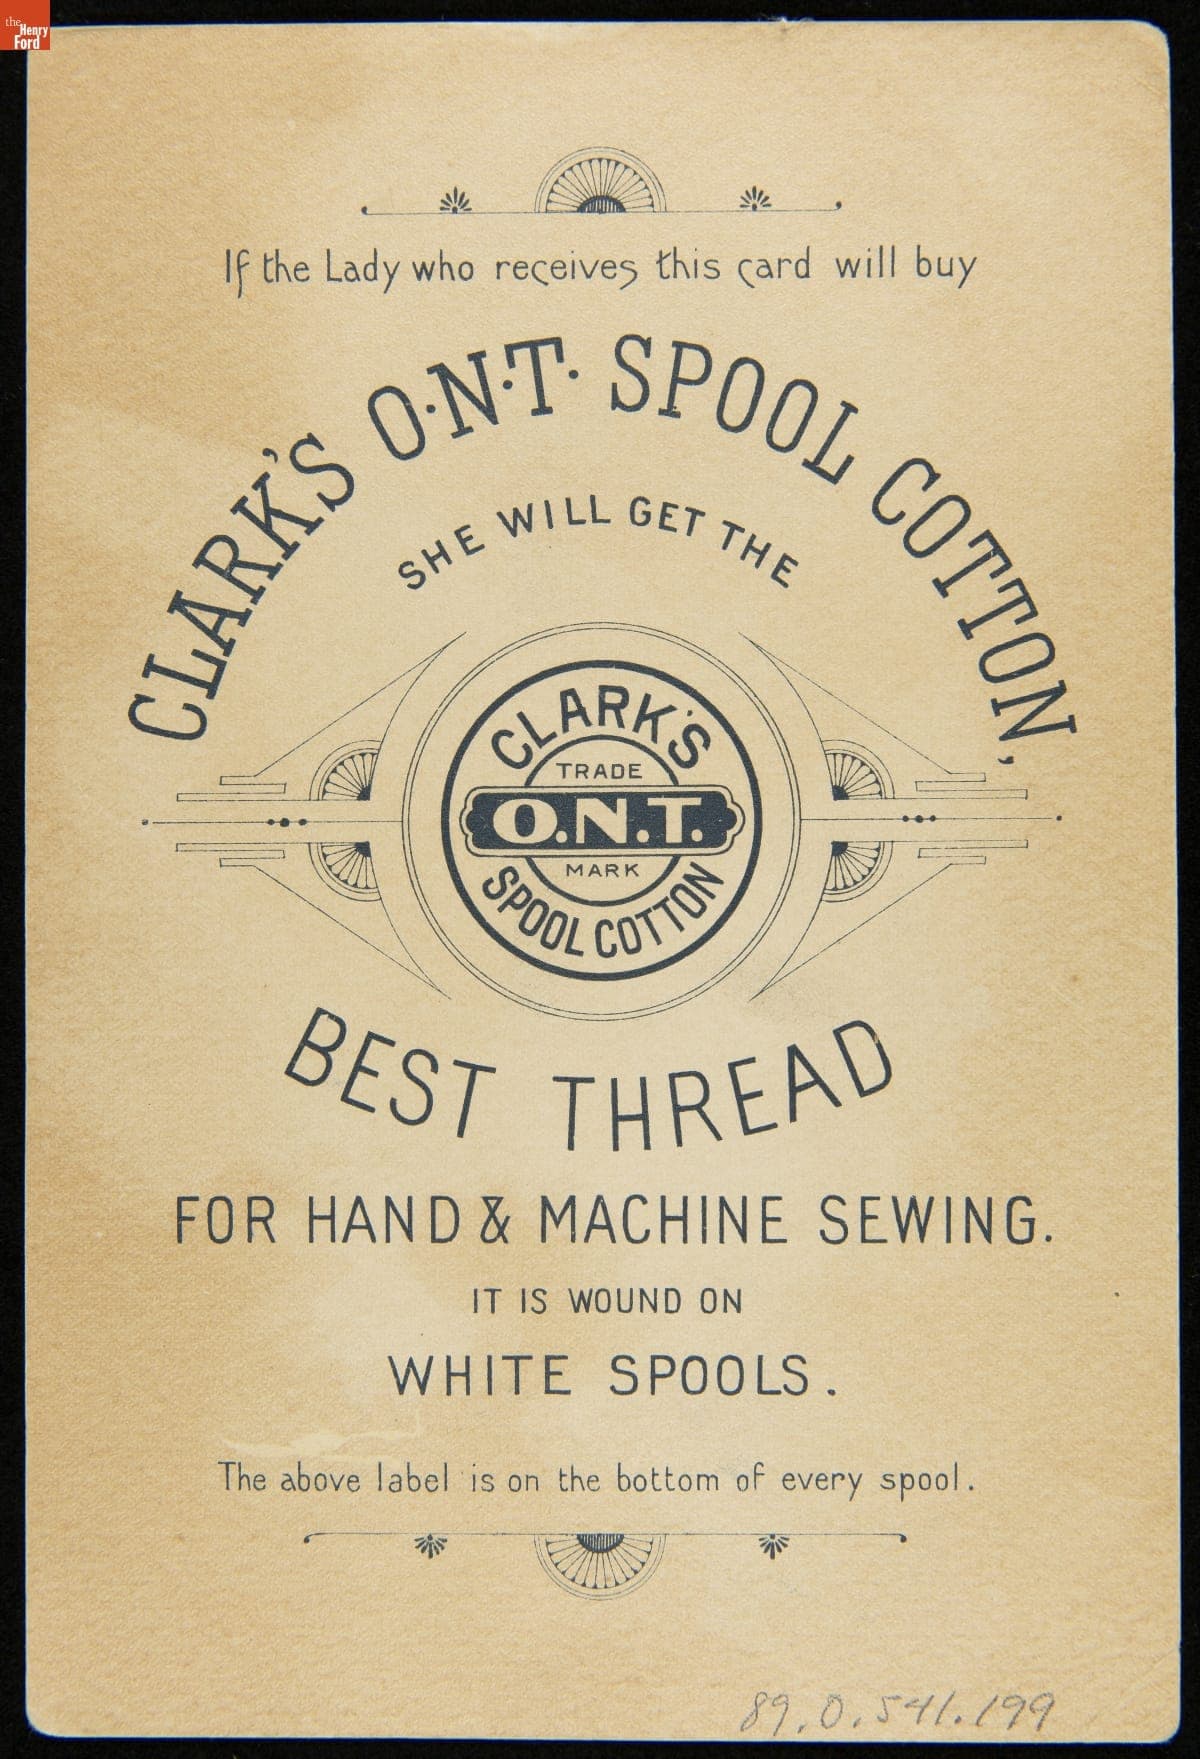 the
Henry
Ford
If the Lady who receives this card will buy
CLARK'S O·N·T· SPOOL COTTON,
SHE WILL GET THE
CLARK'S
TRADE
O.N.T.
MARK
SPOOL COTTON
BEST THREAD
FOR HAND & MACHINE SEWING.
IT IS WOUND ON
WHITE SPOOLS.
The above label is on the bottom of every spool.
89.0.541.199